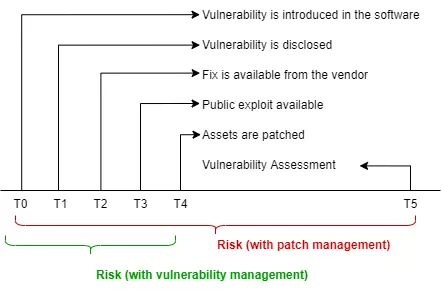 Vulnerability is introduced in the software
Vulnerability is disclosed
Fix is available from the vendor
Public exploit available
Assets are patched
Vulnerability Assessment
T0 T1 T2 T3 T4 T5
Risk (with patch management)
Risk (with vulnerability management)